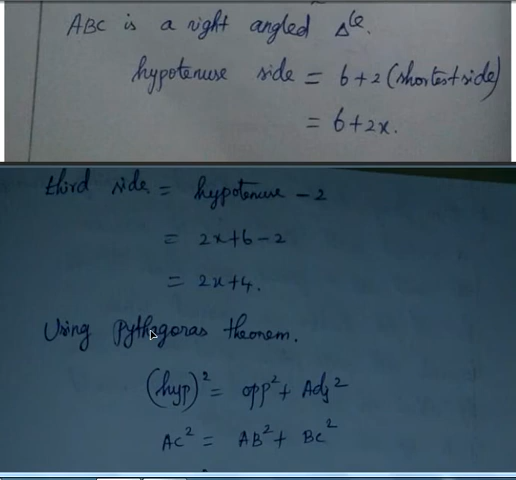 ABC is a right angled Δle.
hypotenuse side = 6+2(shortest side)
= 6+2x.
third side = hypotenuse - 2
= 2x+6-2
= 2x+4.
Using Pythagoras theorem.
(hyp)² = opp² + Adj²
AC² = AB² + BC²